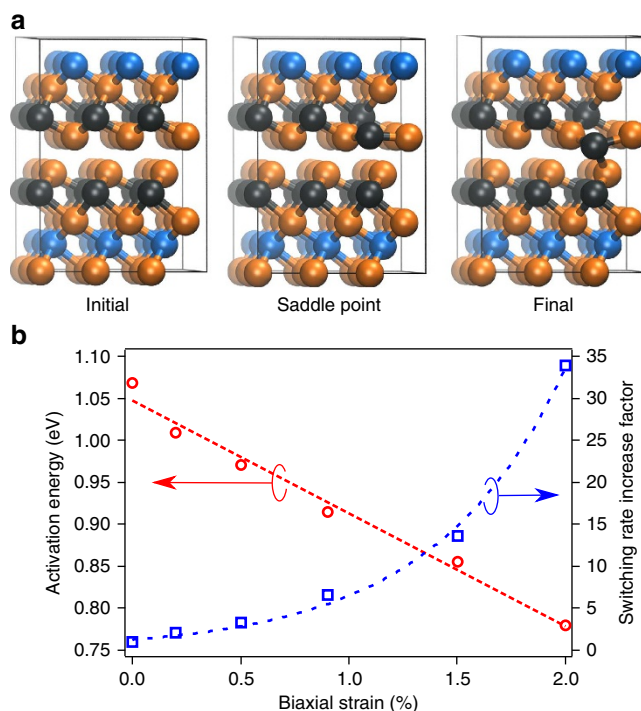 a
Initial
Saddle point
Final
b
Activation energy (eV)
1.10
1.05
1.00
0.95
0.90
0.85
0.80
0.75
0.0
0.5
1.0
1.5
2.0
Biaxial strain (%)
35
30
25
20
15
10
5
0
Switching rate increase factor